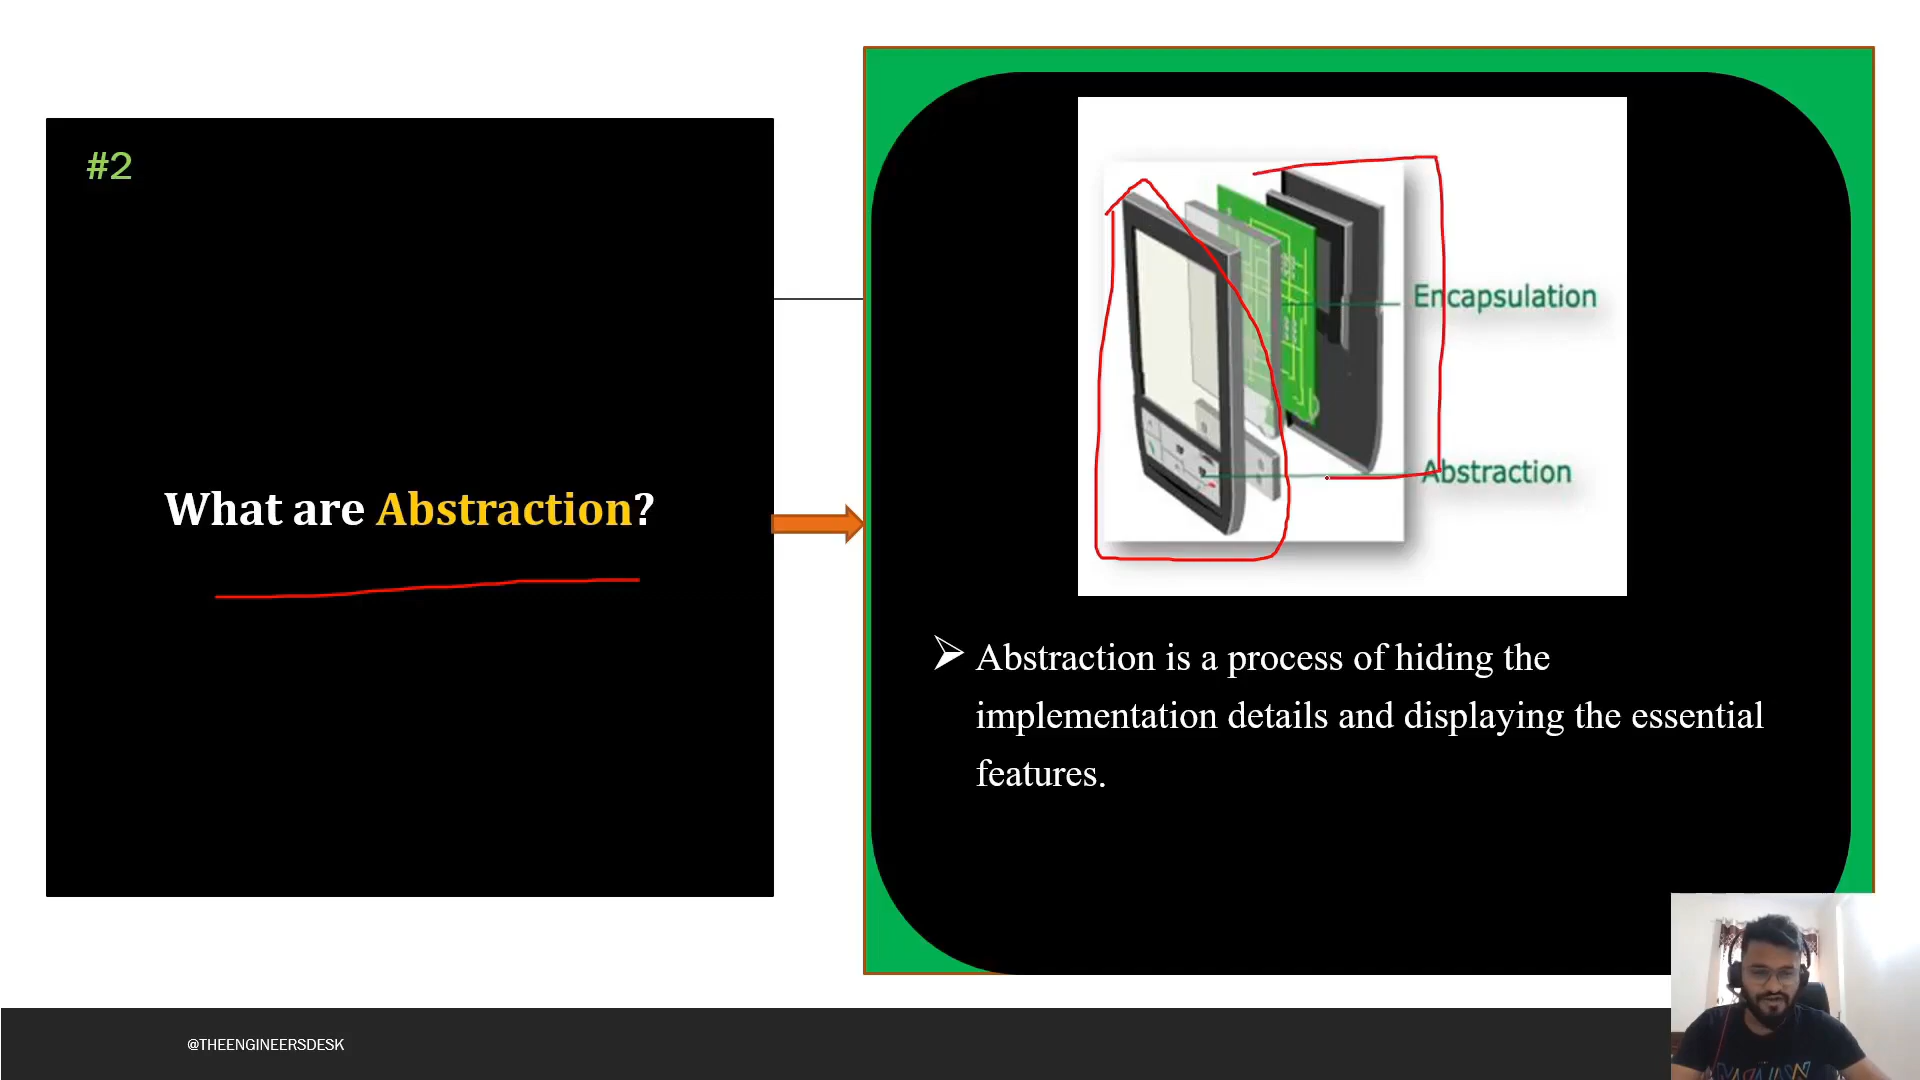 #2
What are Abstraction?
Encapsulation
Abstraction
Abstraction is a process of hiding the
implementation details and displaying the essential
features.
@THEENGINEERSDESK